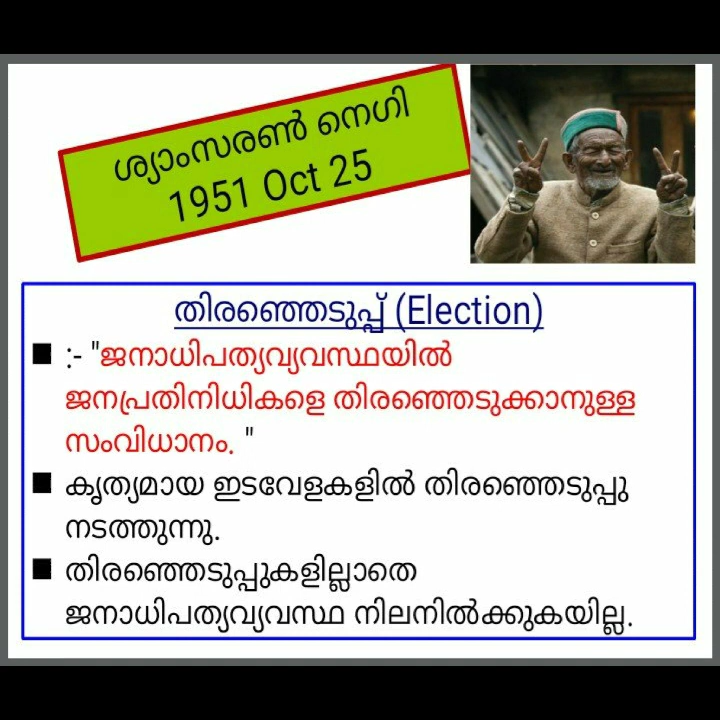 ശ്യാംസരൺ നെഗി
1951 Oct 25
തിരഞ്ഞെടുപ്പ് (Election)
■ :- "ജനാധിപത്യവ്യവസ്ഥയിൽ
ജനപ്രതിനിധികളെ തിരഞ്ഞെടുക്കാനുള്ള
സംവിധാനം. "
■ കൃത്യമായ ഇടവേളകളിൽ തിരഞ്ഞെടുപ്പു
നടത്തുന്നു.
■ തിരഞ്ഞെടുപ്പുകളില്ലാതെ
ജനാധിപത്യവ്യവസ്ഥ നിലനിൽക്കുകയില്ല.